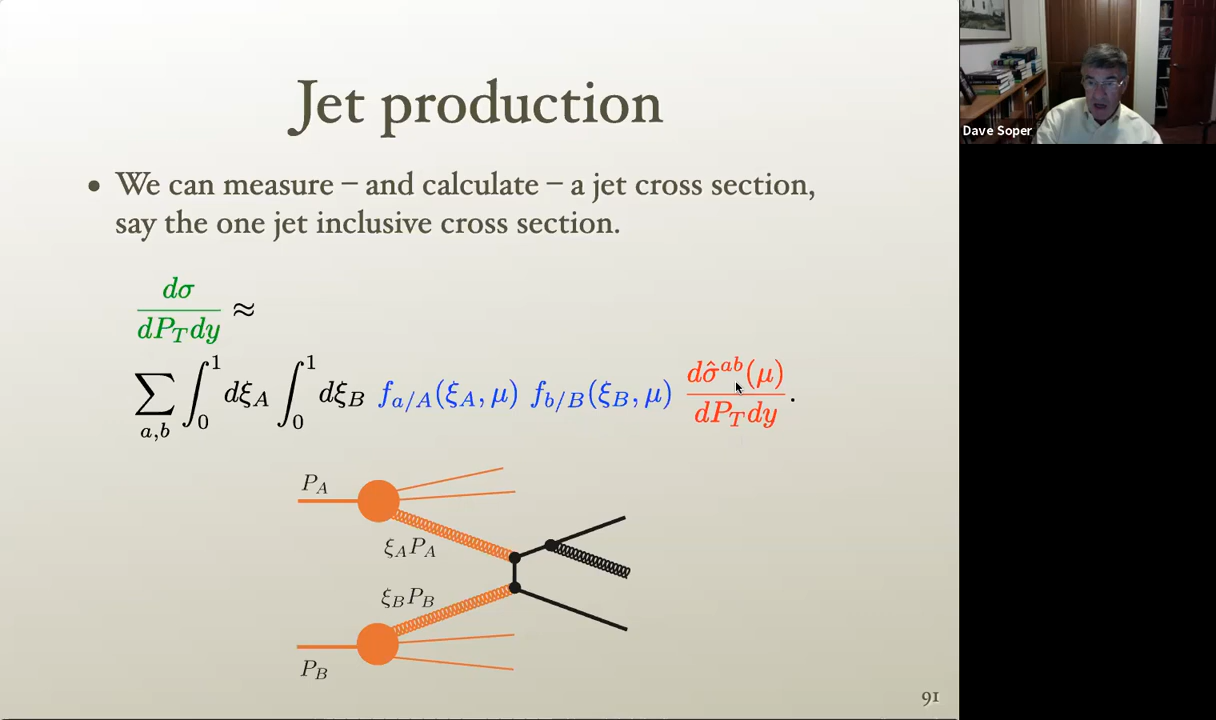 Jet production
• We can measure – and calculate – a jet cross section,
say the one jet inclusive cross section.
dσ/dP_T dy ≈
∑_{a,b} ∫_0^1 dξ_A ∫_0^1 dξ_B f_{a/A}(ξ_A, μ) f_{b/B}(ξ_B, μ) dσ̂^{ab}(μ)/dP_T dy .
P_A
ξ_A P_A
ξ_B P_B
P_B
91
Dave Soper